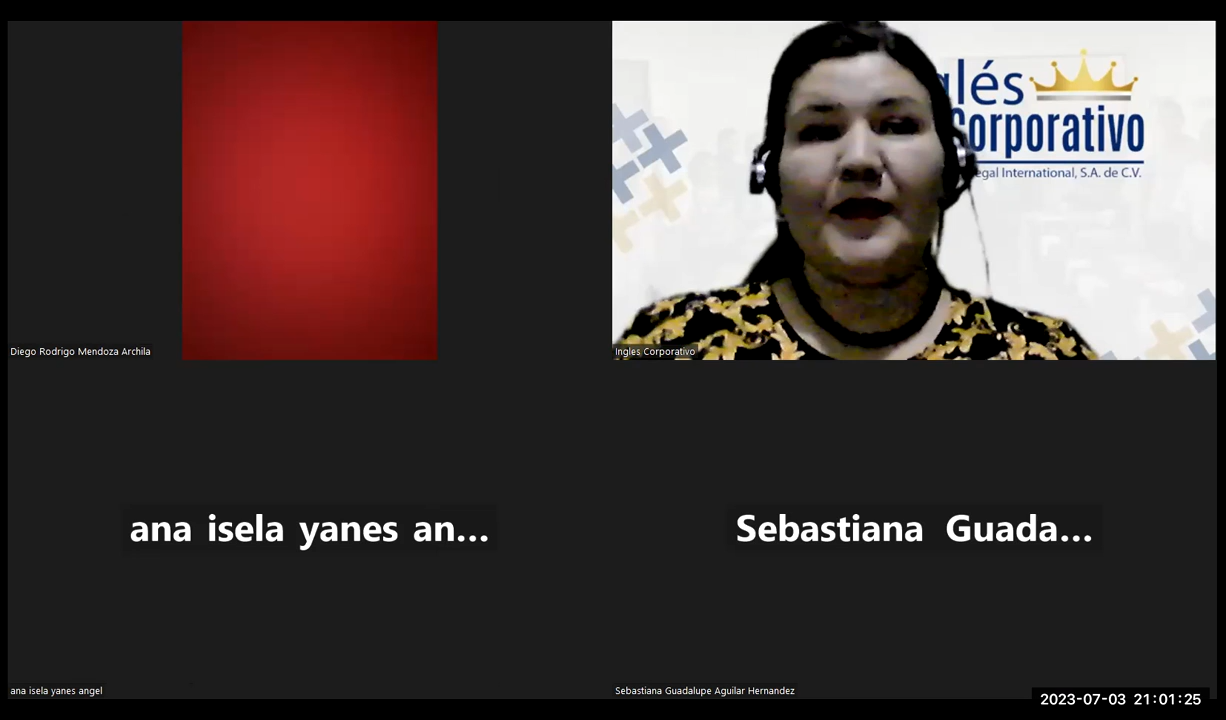 glés
Corporativo
egal International, S.A. de C.V.
Diego Rodrigo Mendoza Archila
Ingles Corporativo
ana isela yanes an...
Sebastiana Guada...
ana isela yanes angel
Sebastiana Guadalupe Aguilar Hernandez
2023-07-03 21:01:25